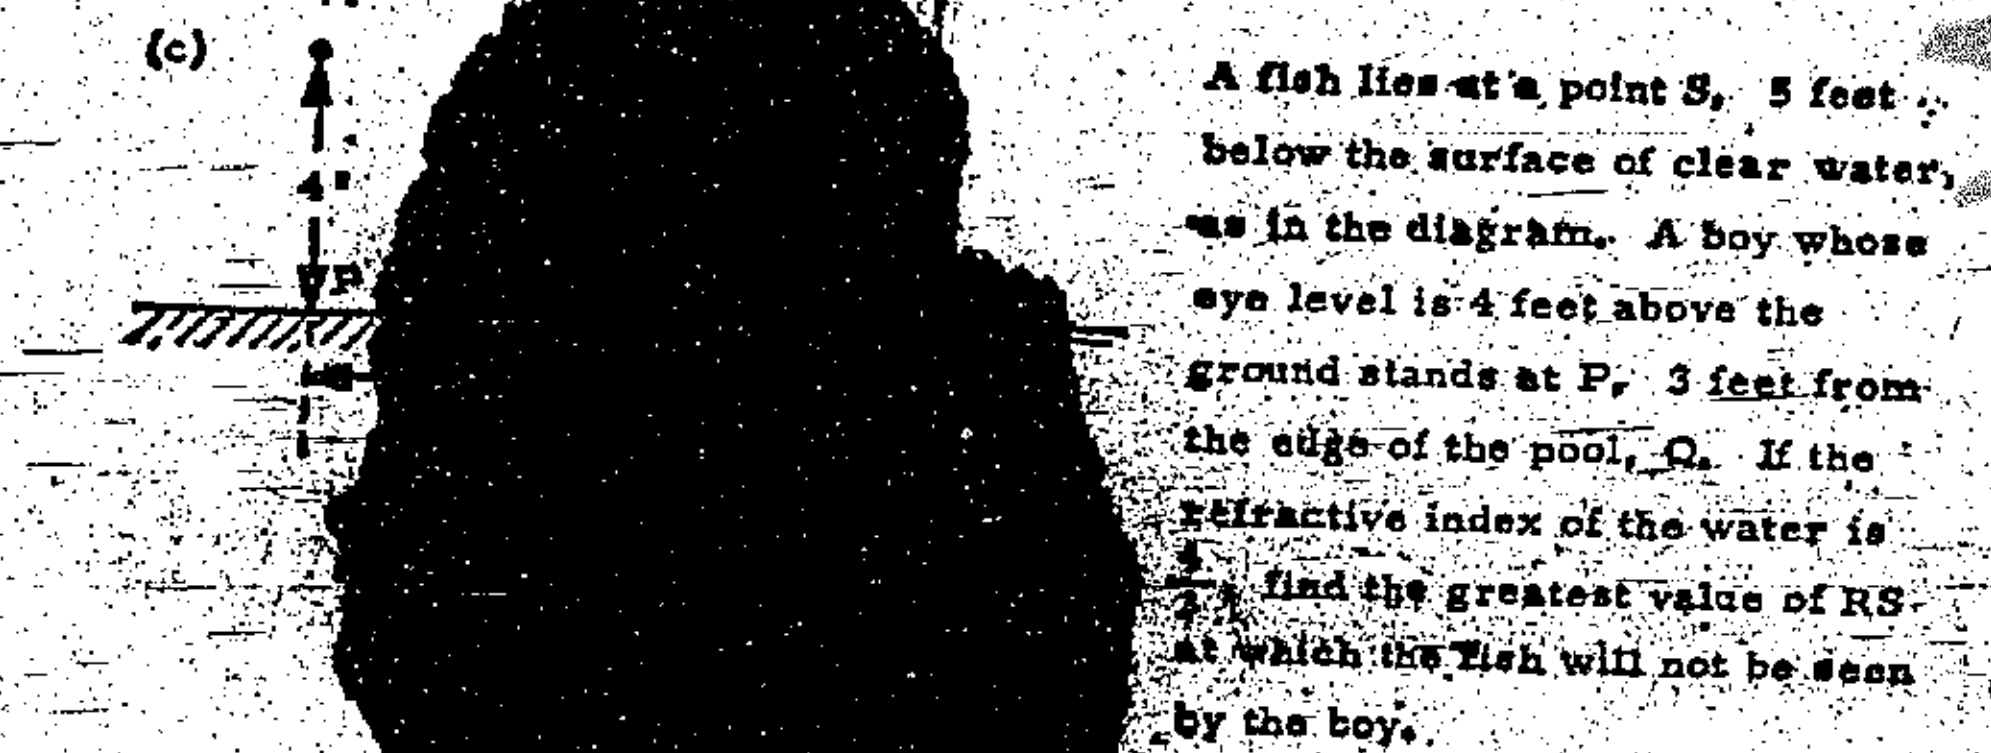 (c)
4'
P
A fish lies at a point S, 5 feet
below the surface of clear water,
as in the diagram. A boy whose
eye level is 4 feet above the
ground stands at P, 3 feet from
the edge of the pool, Q. If the
refractive index of the water is
4/3, find the greatest value of RS
at which the fish will not be seen
by the boy.